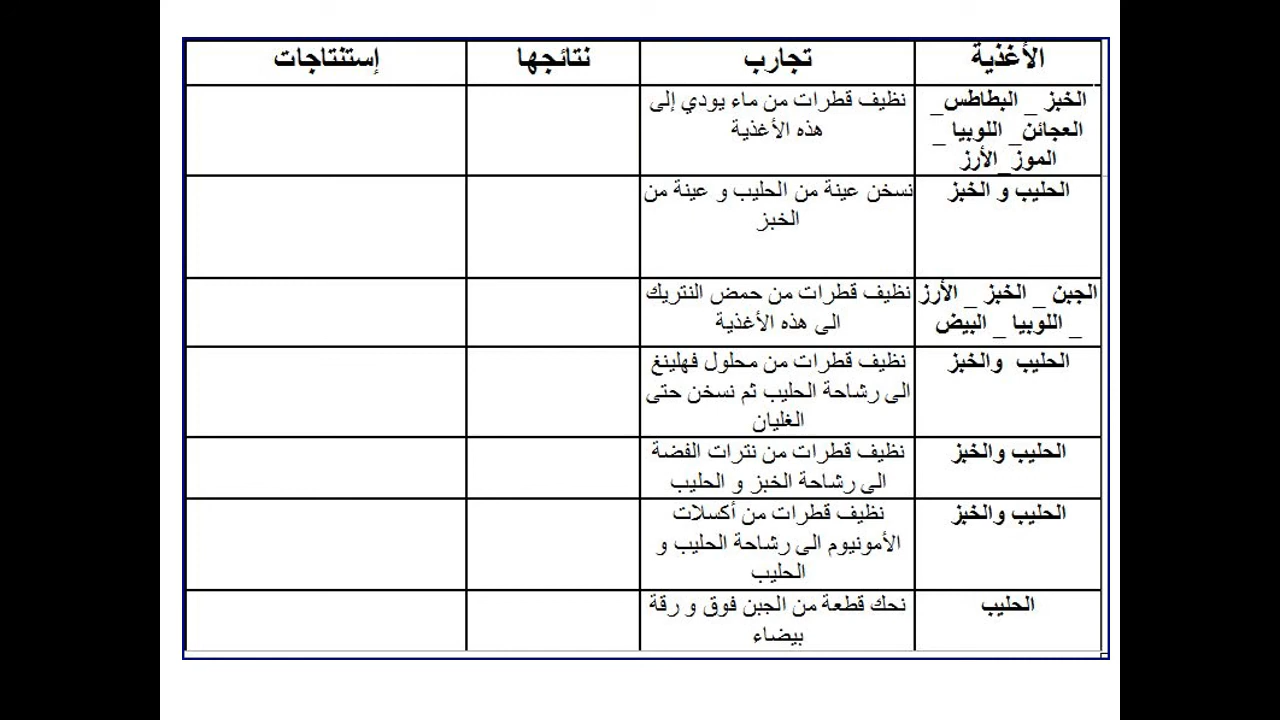 الأغذية تجارب نتائجها إستنتاجات
الخبز _ البطاطس_
العجائن_ اللوبيا _
الموز_الأرز
نظيف قطرات من ماء يودي إلى
هذه الأغذية
الحليب و الخبز
نسخن عينة من الحليب و عينة من
الخبز
الجبن _ الخبز _ الأرز
_ اللوبيا _ البيض
نظيف قطرات من حمض النتريك
الى هذه الأغذية
الحليب والخبز
نظيف قطرات من محلول فهلينغ
الى رشاحة الحليب ثم نسخن حتى
الغليان
الحليب والخبز
نظيف قطرات من نترات الفضة
الى رشاحة الخبز و الحليب
الحليب والخبز
نظيف قطرات من أكسلات
الأمونيوم الى رشاحة الحليب و
الحليب
الحليب
نحك قطعة من الجبن فوق و رقة
بيضاء